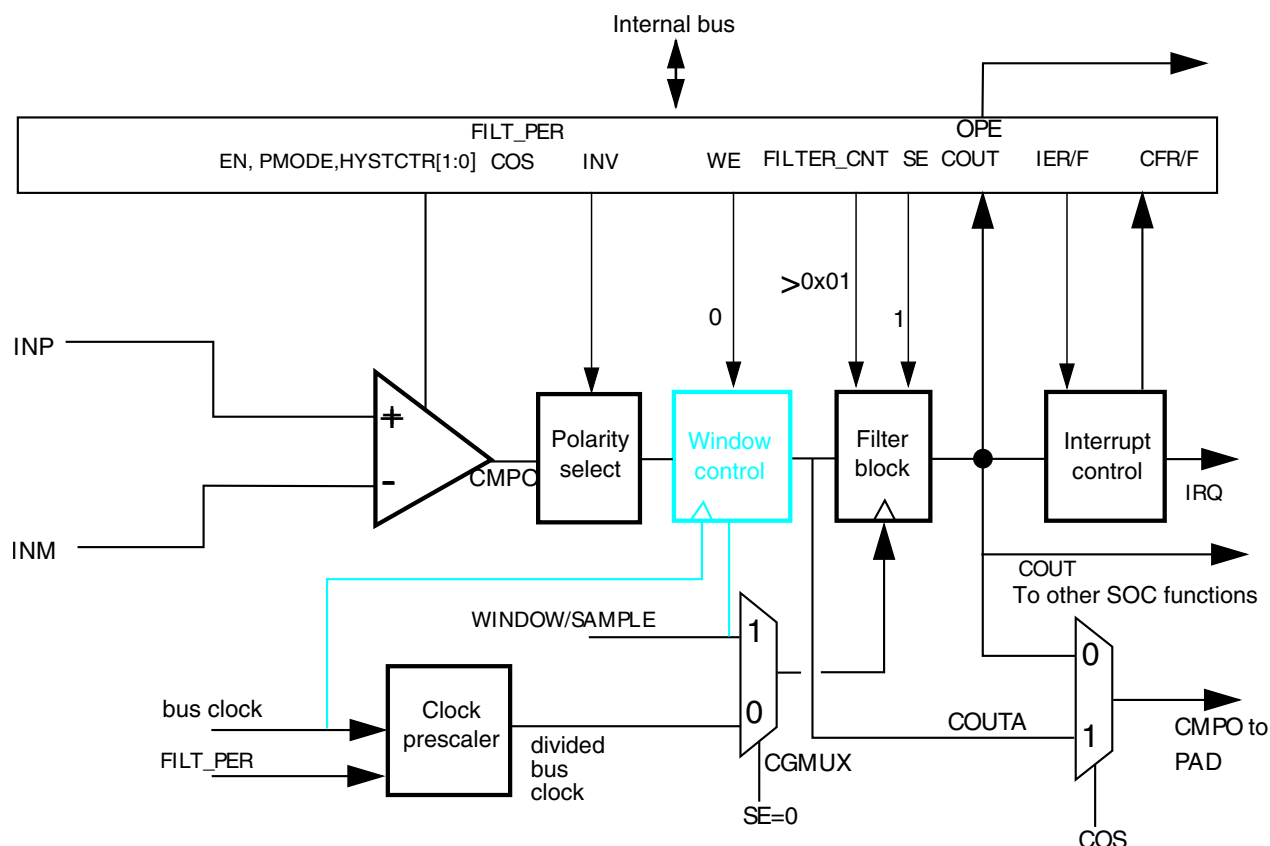 Internal bus
FILT_PER
OPE
EN, PMODE,HYSTCTR[1:0] COS INV WE FILTER_CNT SE COUT IER/F CFR/F
>0x01
0
1
INP
+
-
INM
CMPO
Polarity
select
Window
control
Filter
block
Interrupt
control
IRQ
COUT
To other SOC functions
WINDOW/SAMPLE
1
0
CGMUX
SE=0
bus clock
FILT_PER
Clock
prescaler
divided
bus
clock
COUTA
0
1
CMPO to
PAD
COS